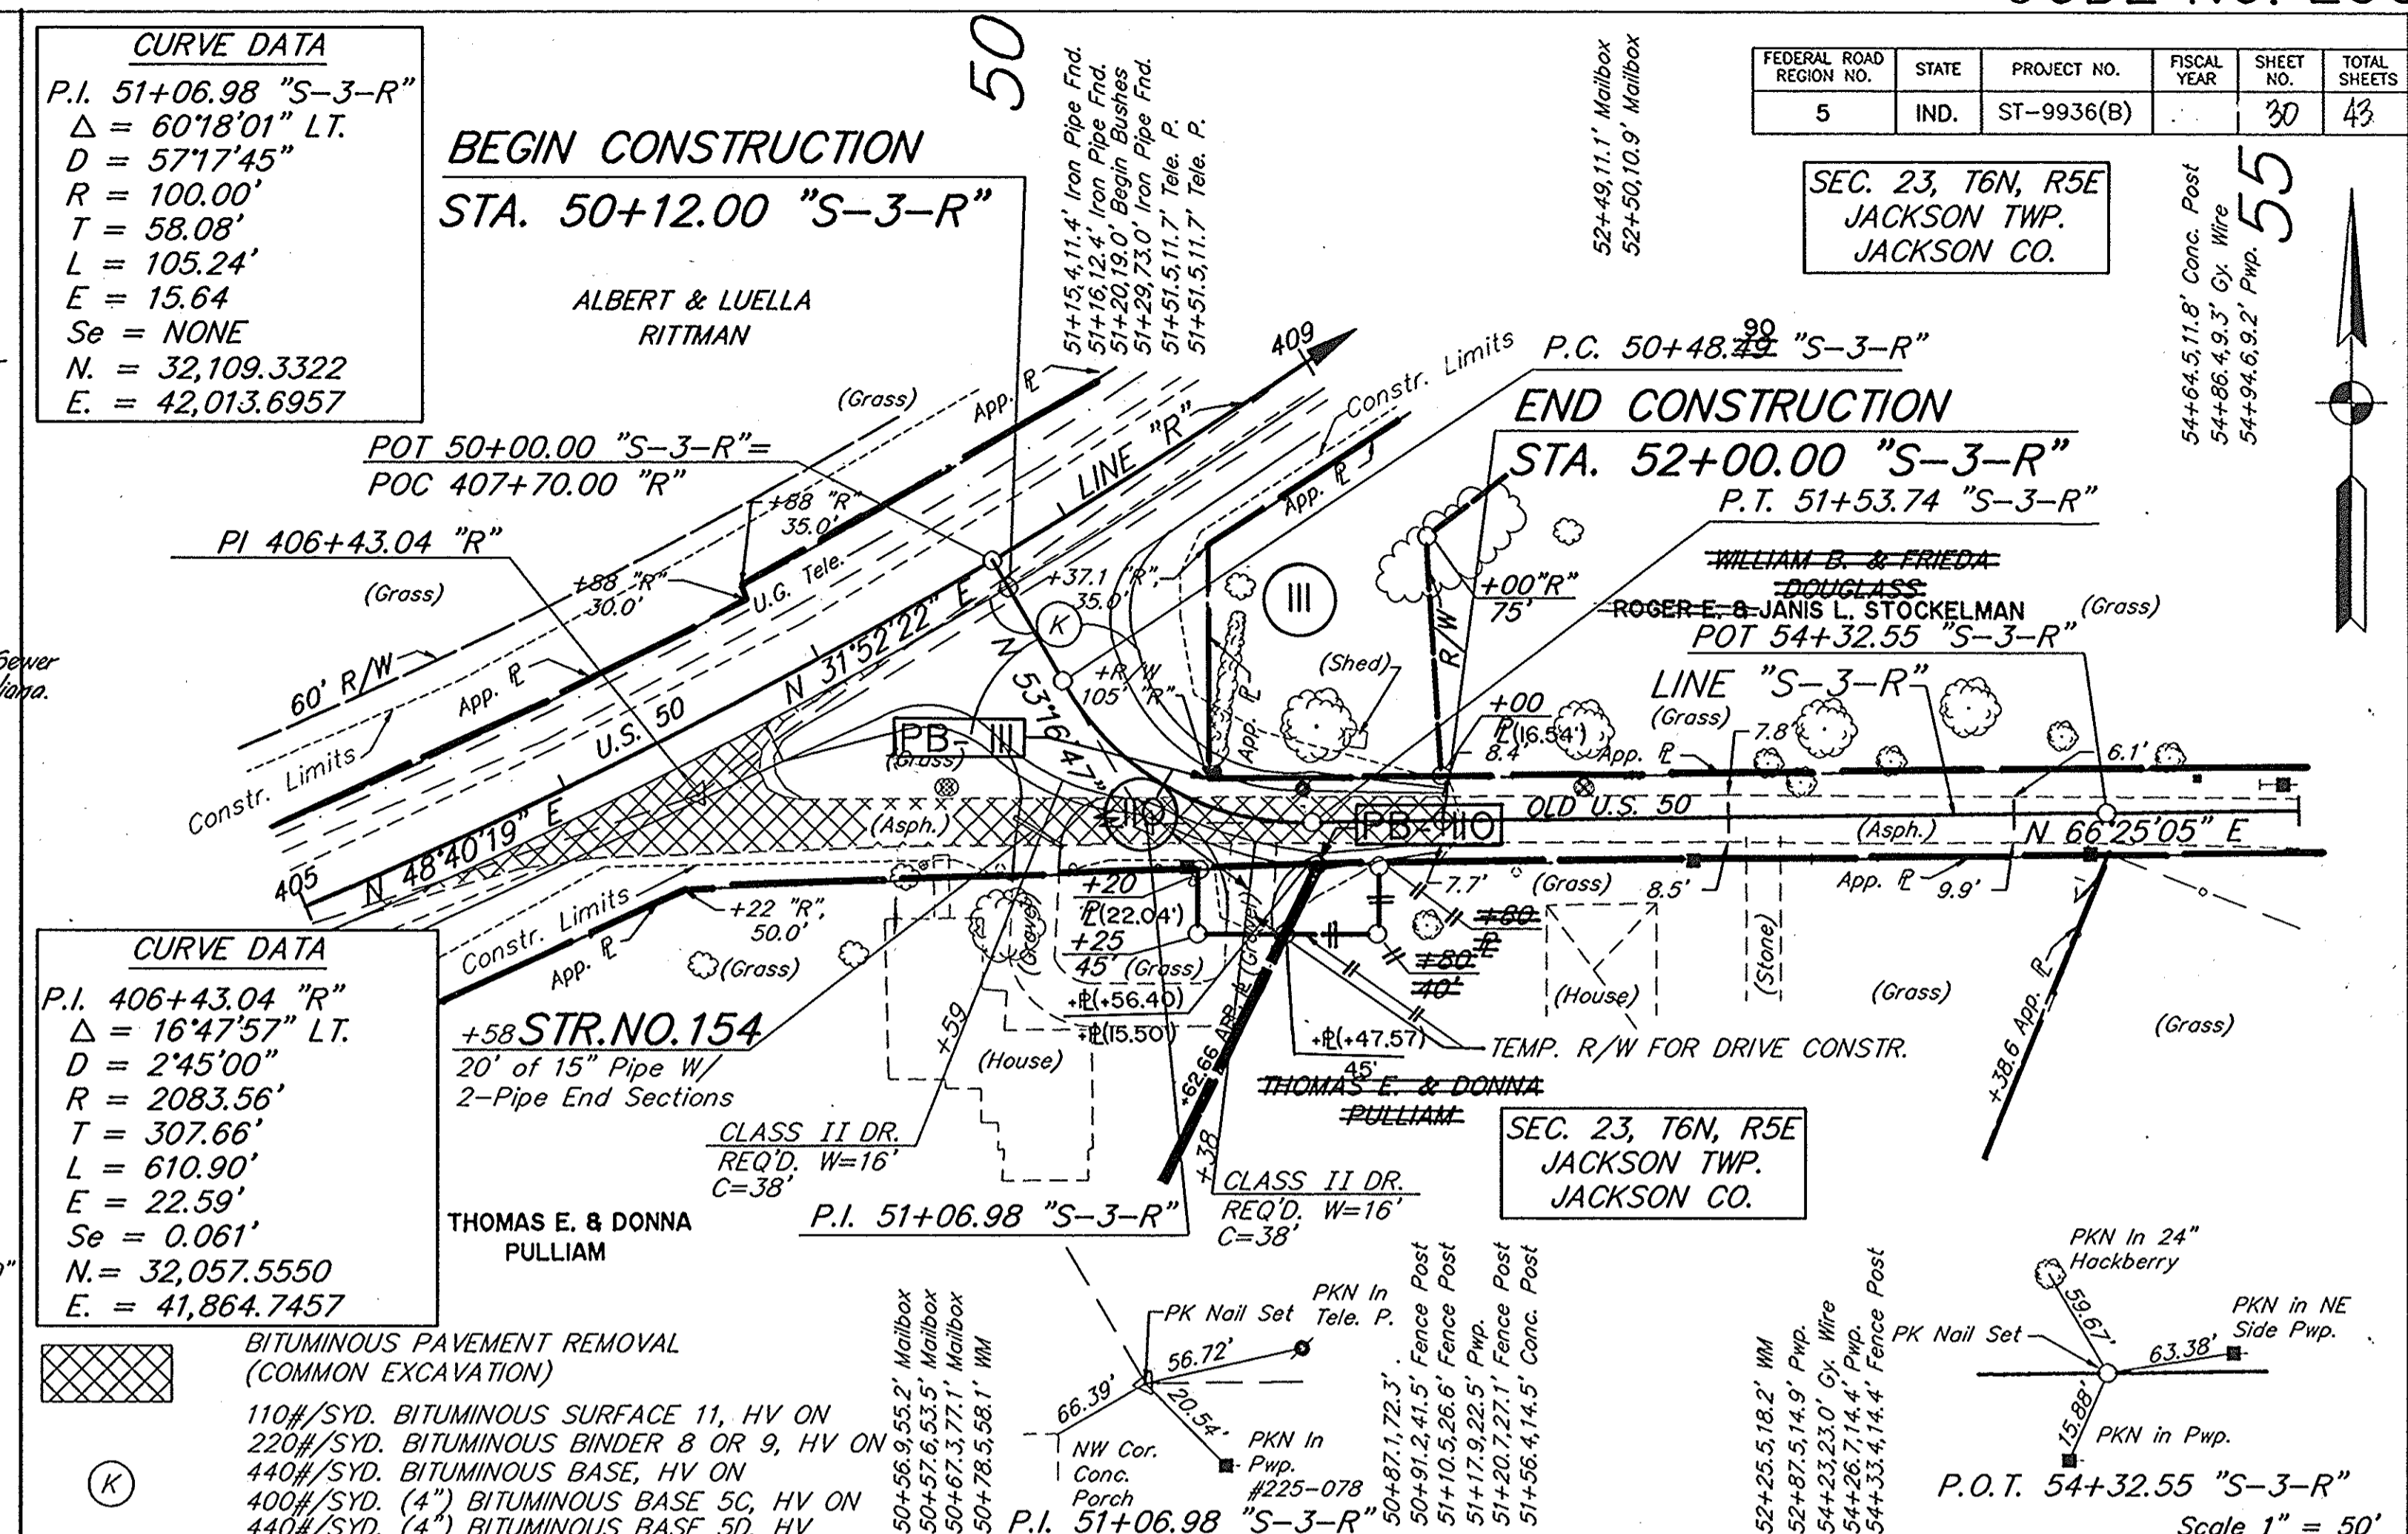 CURVE DATA
P.I. 51+06.98 "S-3-R"
Δ = 60°18'01" LT.
D = 57°17'45"
R = 100.00'
T = 58.08'
L = 105.24'
E = 15.64
Se = NONE
N. = 32,109.3322
E. = 42,013.6957
50
BEGIN CONSTRUCTION
STA. 50+12.00 "S-3-R"
ALBERT & LUELLA
RITTMAN
51+15.4,11.4' Iron Pipe Fnd.
51+16,12.4' Iron Pipe Fnd.
51+20,19.0' Begin Bushes
51+29,73.0' Iron Pipe Fnd.
51+51.5,11.7' Tele. P.
51+51.5,11.7' Tele. P.
52+49,11.1' Mailbox
52+50,10.9' Mailbox
FEDERAL ROAD REGION NO.
STATE
PROJECT NO.
FISCAL YEAR
SHEET NO.
TOTAL SHEETS
5
IND.
ST-9936(B)
30
43
SEC. 23, T6N, R5E
JACKSON TWP.
JACKSON CO.
54+64.5,11.8' Conc. Post
54+86.4,9.3' Gy. Wire
54+94.6,9.2' Pwp.
55
P.C. 50+48.49 "S-3-R"
90
END CONSTRUCTION
STA. 52+00.00 "S-3-R"
P.T. 51+53.74 "S-3-R"
WILLIAM B. & FRIEDA
DOUGLASS
ROGER E. & JANIS L. STOCKELMAN
(Grass)
POT 54+32.55 "S-3-R"
LINE "S-3-R"
(Grass)
409
Constr. Limits
LINE "R"
App. PL
(Grass)
App. PL
POT 50+00.00 "S-3-R"=
POC 407+70.00 "R"
PI 406+43.04 "R"
(Grass)
+88 "R"
35.0'
+88 "R"
30.0'
U.G. Tele.
+37.1 "R",
35.0'
K
III
+00"R"
75'
R/W
(Shed)
+R/W
105' "R"
App. PL
+00
PL(16.54')
8.4'
App. PL
7.8'
6.1'
60' R/W
App. PL
Constr. Limits
U.S. 50
N 31°52'22" E
N 53°16'47"
PB- III
(Grass)
(Asph.)
PB- 110
OLD U.S. 50
(Asph.)
N 66°25'05" E
405
N 48°40'19" E
Constr. Limits
App. PL
+22 "R",
50.0'
(Grass)
(Gravel)
+20
PL(22.04')
+25
45'
(Grass)
(Gravel)
+PL(+56.40)
+PL(15.50')
7.7'
(Grass)
8.5'
App. PL
9.9'
+80
PL
+80
40'
(House)
(Stone)
(Grass)
(Grass)
+38.6 App. PL
+62.66 APP. PL
+PL(+47.57)
45'
TEMP. R/W FOR DRIVE CONSTR.
THOMAS E. & DONNA
PULLIAM
CURVE DATA
P.I. 406+43.04 "R"
Δ = 16°47'57" LT.
D = 2°45'00"
R = 2083.56'
T = 307.66'
L = 610.90'
E = 22.59'
Se = 0.061'
N.= 32,057.5550
E. = 41,864.7457
+58 STR.NO.154
20' of 15" Pipe W/
2-Pipe End Sections
+59
(House)
CLASS II DR.
REQ'D. W=16'
C=38'
+38
CLASS II DR.
REQ'D. W=16'
C=38'
P.I. 51+06.98 "S-3-R"
THOMAS E. & DONNA
PULLIAM
SEC. 23, T6N, R5E
JACKSON TWP.
JACKSON CO.
BITUMINOUS PAVEMENT REMOVAL
(COMMON EXCAVATION)
K
110#/SYD. BITUMINOUS SURFACE 11, HV ON
220#/SYD. BITUMINOUS BINDER 8 OR 9, HV ON
440#/SYD. BITUMINOUS BASE, HV ON
400#/SYD. (4") BITUMINOUS BASE 5C, HV ON
440#/SYD. (4") BITUMINOUS BASE 5D, HV
50+56.9,55.2' Mailbox
50+57.6,53.5' Mailbox
50+67.3,77.1' Mailbox
50+78.5,58.1' WM
PK Nail Set
PKN In
Tele. P.
56.72'
66.39'
20.54'
NW Cor.
Conc.
Porch
PKN In
Pwp.
#225-078
P.I. 51+06.98 "S-3-R"
50+87.1,72.3'
50+91.2,41.5' Fence Post
51+10.5,26.6' Fence Post
51+17.9,22.5' Pwp.
51+20.7,27.1' Fence Post
51+56.4,14.5' Conc. Post
52+25.5,18.2' WM
52+87.5,14.9' Pwp.
54+23,23.0' Gy. Wire
54+26.7,14.4' Pwp.
54+33.4,14.4' Fence Post
PKN In 24"
Hackberry
59.67'
PK Nail Set
PKN in NE
Side Pwp.
63.38'
15.88'
PKN in Pwp.
P.O.T. 54+32.55 "S-3-R"
Scale 1" = 50'